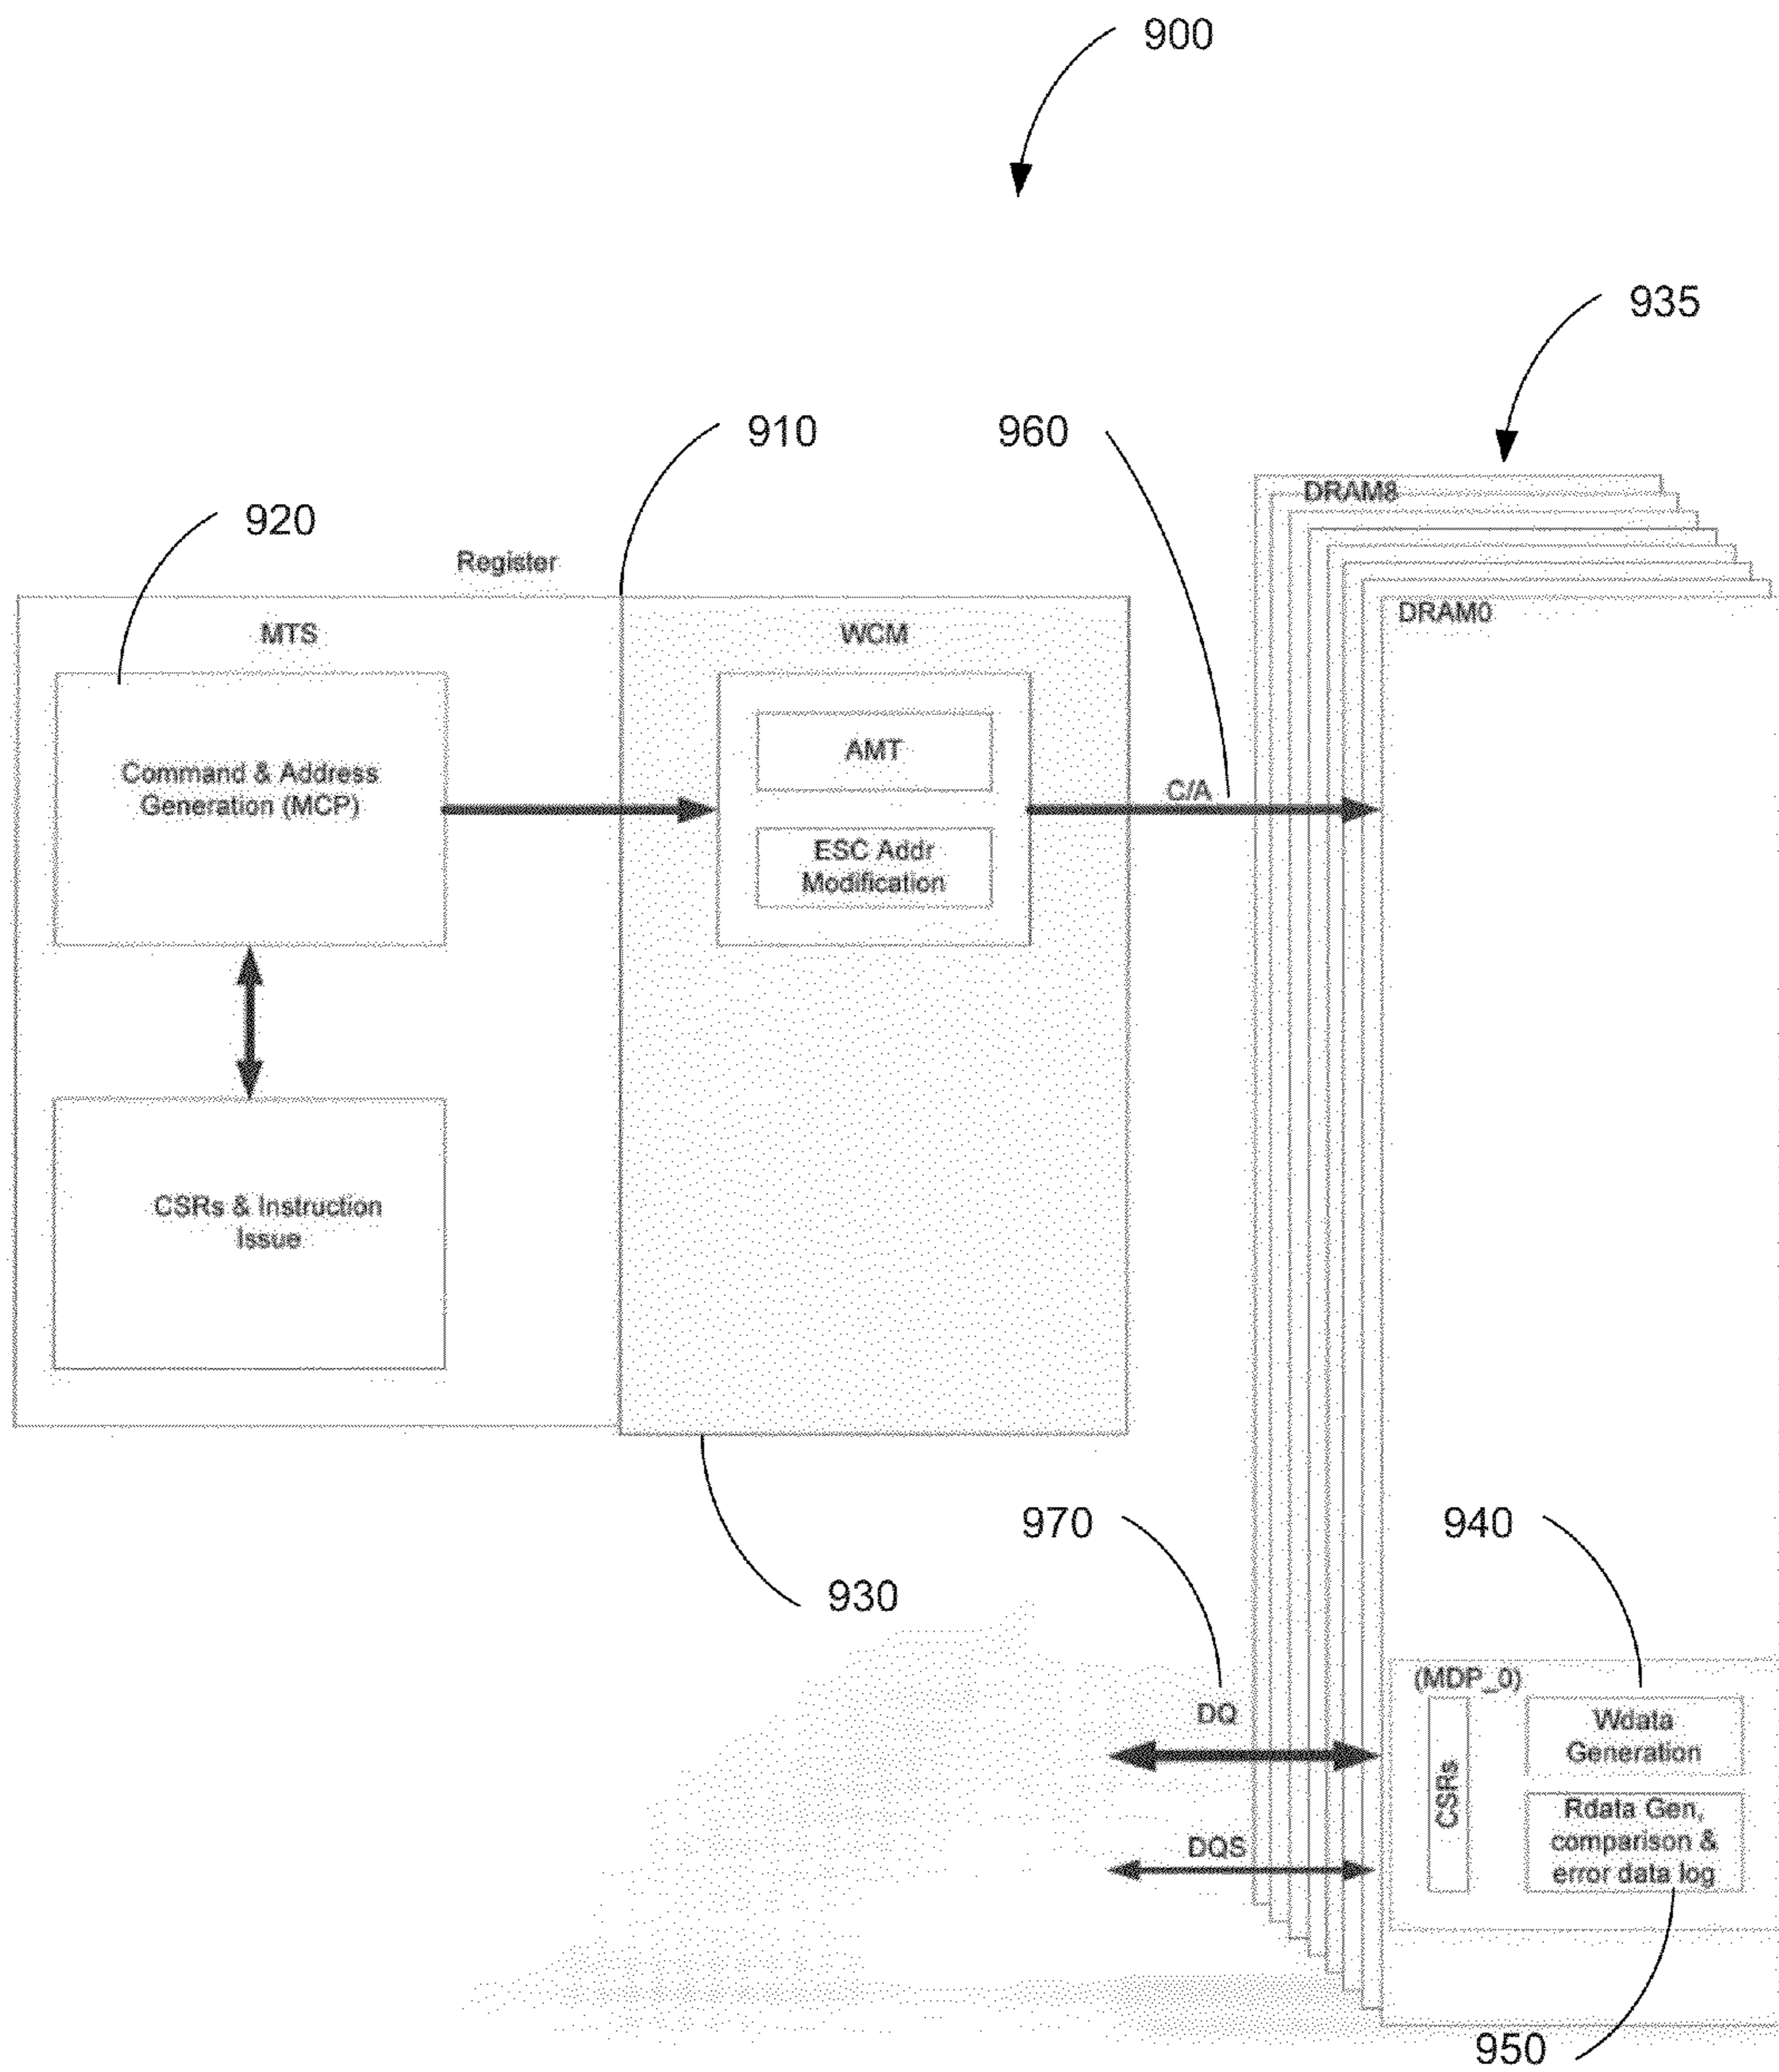 900
935
910
960
920
DRAM8
Register
DRAM0
MTS
WCM
Command & Address
Generation (MCP)
AMT
ESC Addr
Modification
C/A
CSRs & Instruction
Issue
970
940
930
(MDP_0)
DQ
CSRs
Wdata
Generation
DQS
Rdata Gen,
comparison &
error data log
950